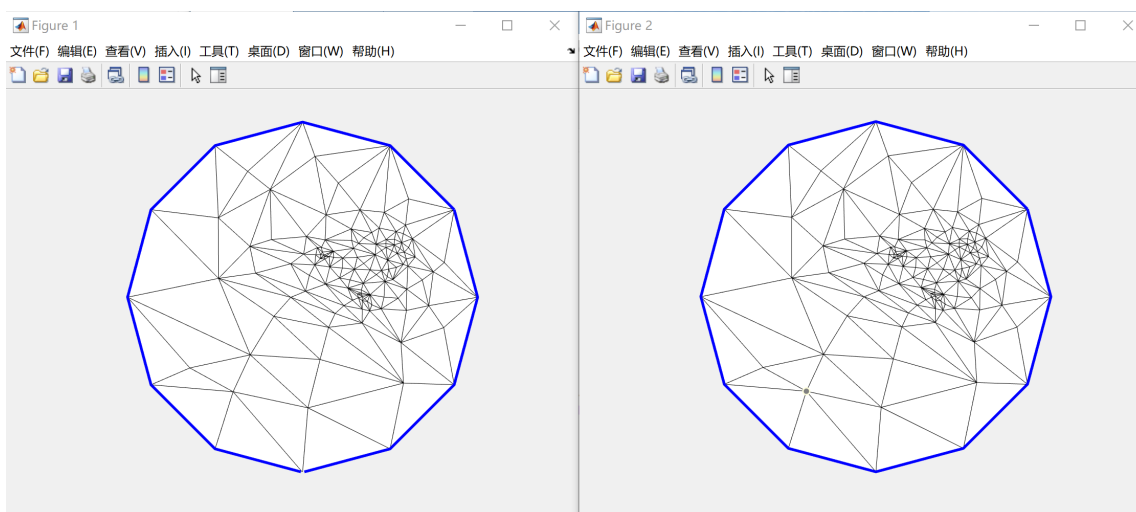 Figure 1
文件(F) 编辑(E) 查看(V) 插入(I) 工具(T) 桌面(D) 窗口(W) 帮助(H)
Figure 2
文件(F) 编辑(E) 查看(V) 插入(I) 工具(T) 桌面(D) 窗口(W) 帮助(H)